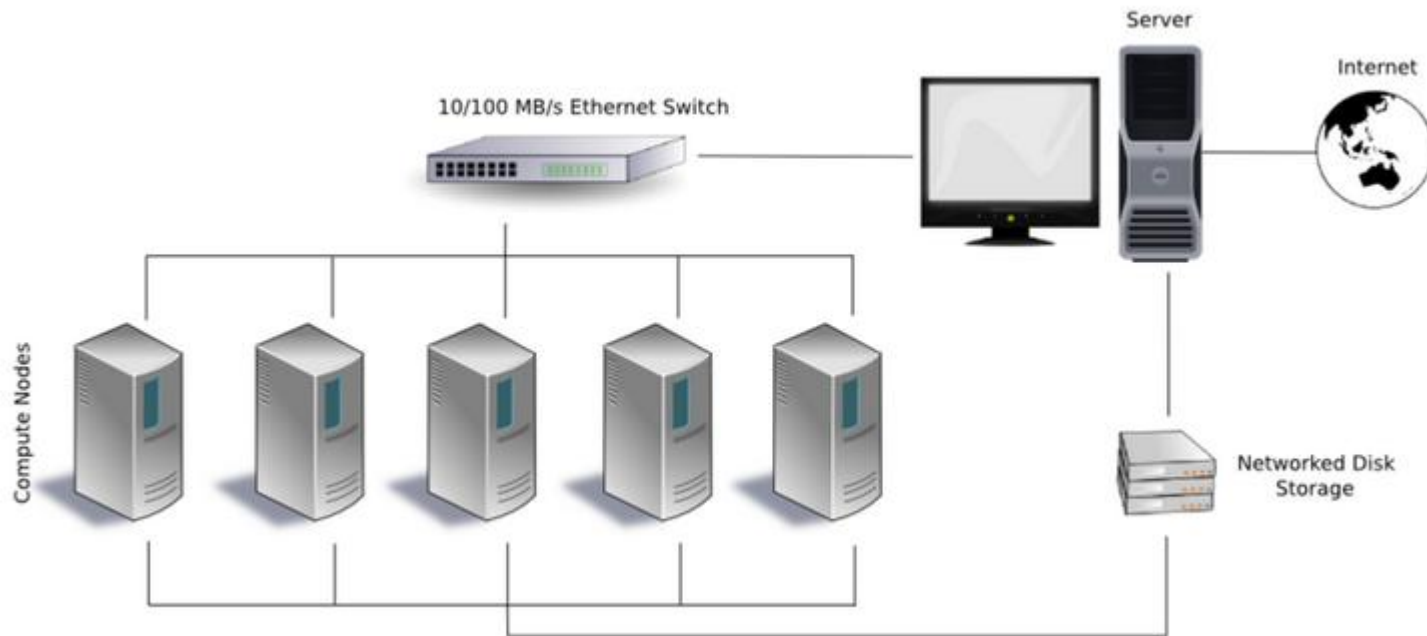 Server
Internet
10/100 MB/s Ethernet Switch
Compute Nodes
Networked Disk
Storage